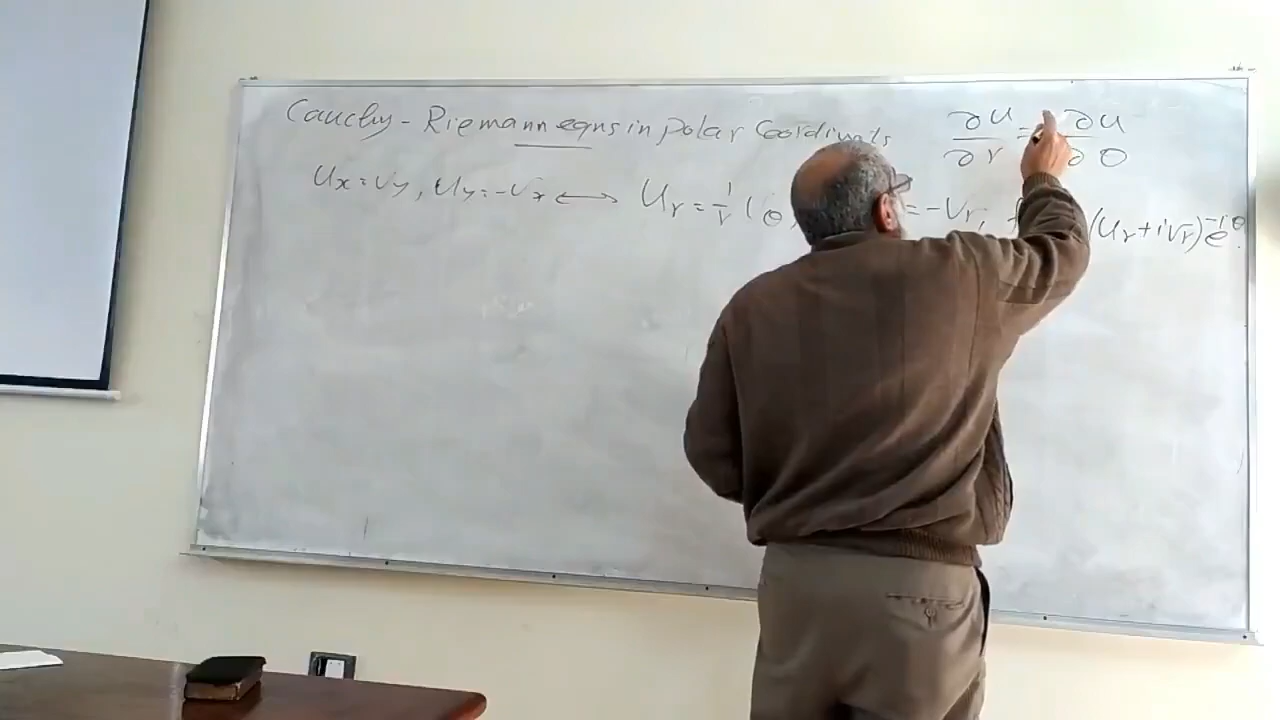 Cauchy - Riemann eqns in polar Coordinats
∂u/∂r = ∂u/∂θ
Ux = Vy, Uy = -Vx ⟷ Ur = 1/r ( θ, = -Vr, f (Ur + iVr) e^-iθ.